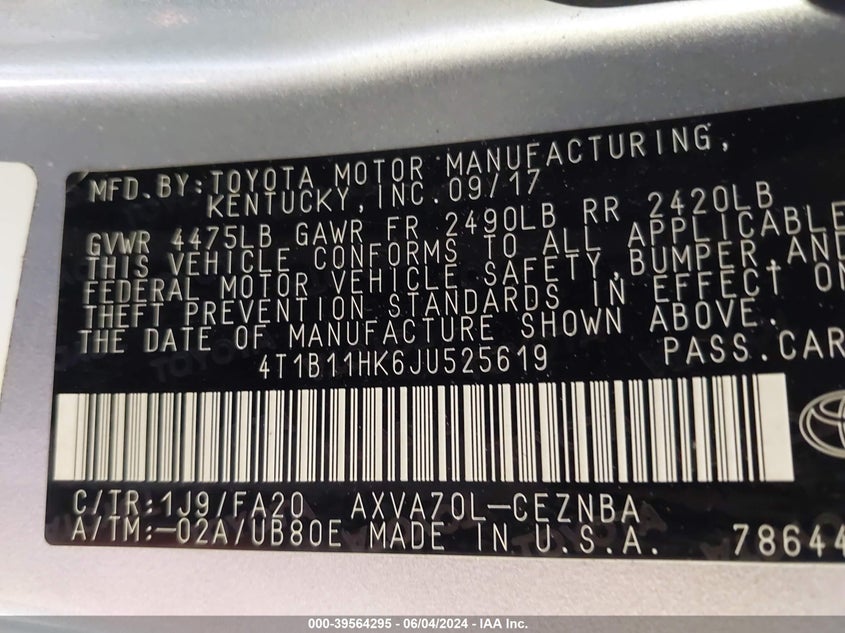 MFD. BY: TOYOTA MOTOR MANUFACTURING,
KENTUCKY, INC. 09/17
GVWR 4475LB GAWR FR 2490LB RR 2420LB
THIS VEHICLE CONFORMS TO ALL APPLICABLE
FEDERAL MOTOR VEHICLE SAFETY, BUMPER, AND
THEFT PREVENTION STANDARDS IN EFFECT ON
THE DATE OF MANUFACTURE SHOWN ABOVE.
4T1B11HK6JU525619 PASS. CAR
C/TR: 1J9/FA20 AXVA70L-CEZNBA
A/TM: -02A/UB80E MADE IN U.S.A. 78644
000-39564295 - 06/04/2024 - IAA Inc.